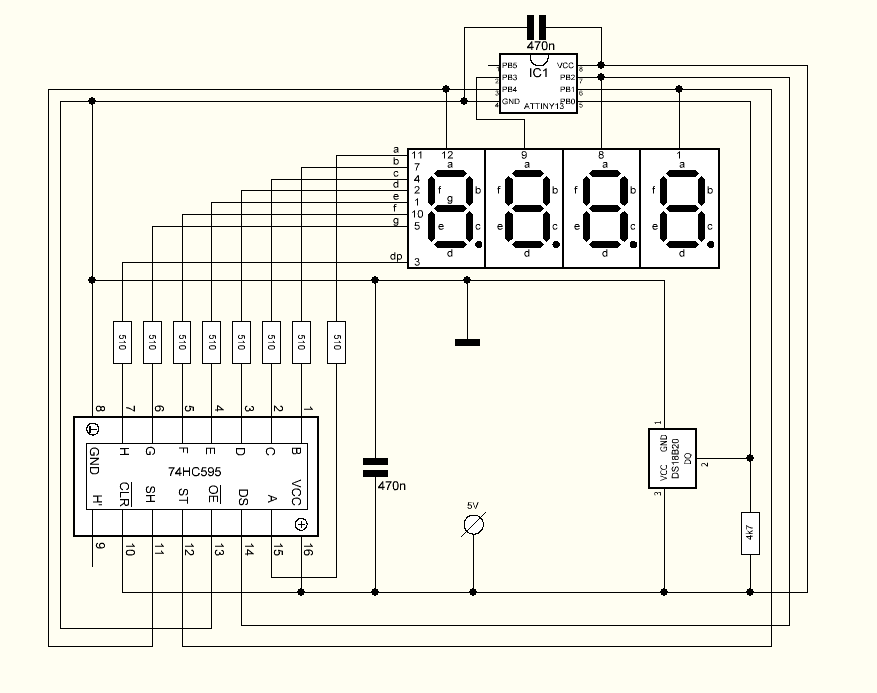 470n
PB5 VCC
1 8
IC1
PB3 PB2
2 7
PB4 PB1
3 6
GND ATTINY13 PB0
4 5
a 11 12 9 8 1
b 7 a a a a
c 4
d 2 f b f b f b f b
e 1 g
f 10
g 5 e c e c e c e c
d d d d
dp 3
510 510 510 510 510 510 510 510
8 7 6 5 4 3 2 1
GND H G F E D C B
74HC595
H' CLR SH ST OE DS A VCC
9 10 11 12 13 14 15 16
470n
5V
1
GND
DS18B20
VCC DQ
2
3
4k7